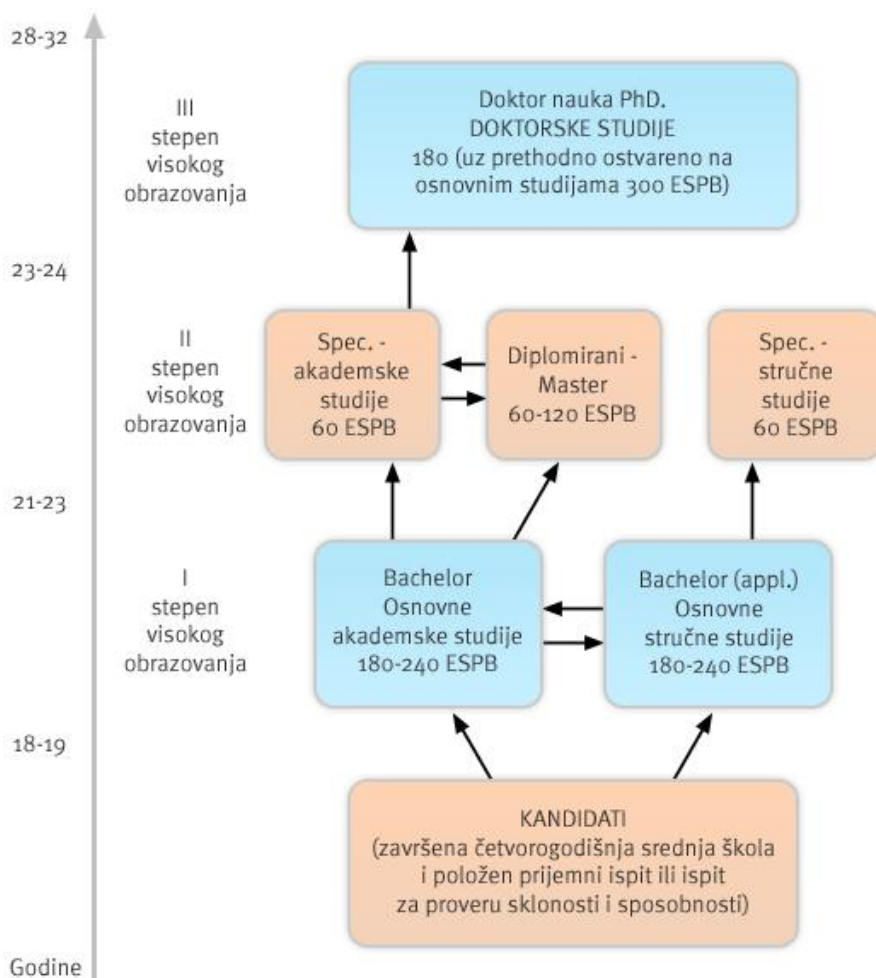 28-32
III
stepen
visokog
obrazovanja
Doktor nauka PhD.
DOKTORSKE STUDIJE
180 (uz prethodno ostvareno na
osnovnim studijama 300 ESPB)
23-24
II
stepen
visokog
obrazovanja
Spec. -
akademske
studije
60 ESPB
Diplomirani -
Master
60-120 ESPB
Spec. -
stručne
studije
60 ESPB
21-23
I
stepen
visokog
obrazovanja
Bachelor
Osnovne
akademske studije
180-240 ESPB
Bachelor (appl.)
Osnovne
stručne studije
180-240 ESPB
18-19
KANDIDATI
(završena četvorogodišnja srednja škola
i položen prijemni ispit ili ispit
za proveru sklonosti i sposobnosti)
Godine